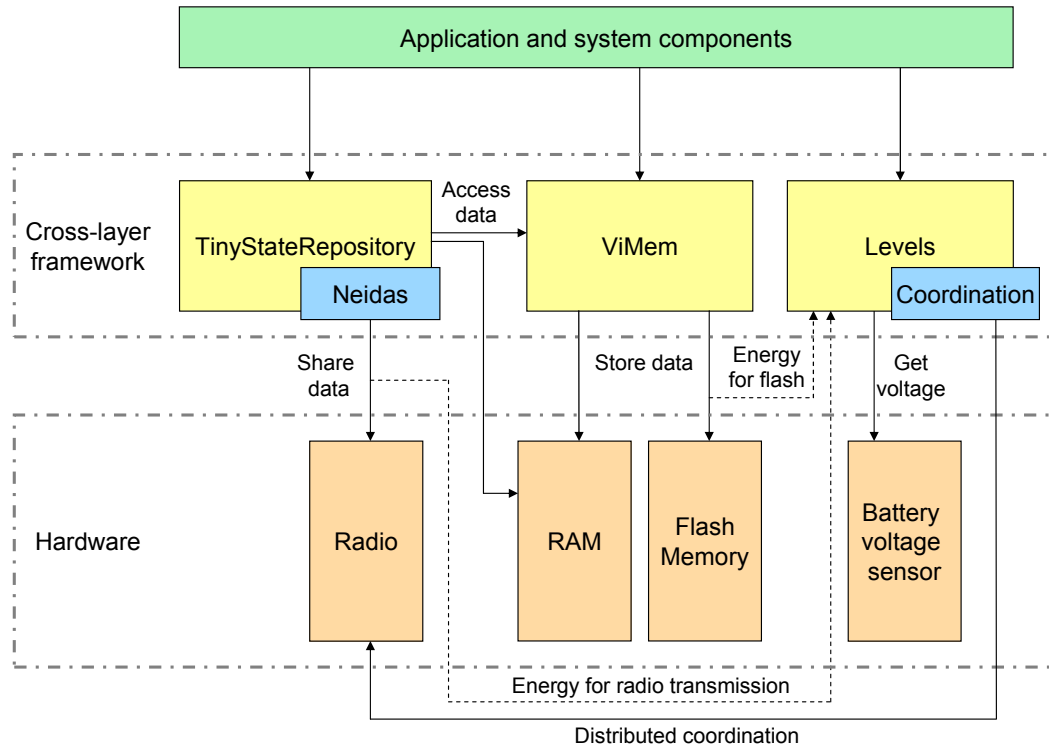 Application and system components
Cross-layer
framework
TinyStateRepository
Neidas
Access
data
ViMem
Levels
Coordination
Share
data
Store data
Energy
for flash
Get
voltage
Hardware
Radio
RAM
Flash
Memory
Battery
voltage
sensor
Energy for radio transmission
Distributed coordination